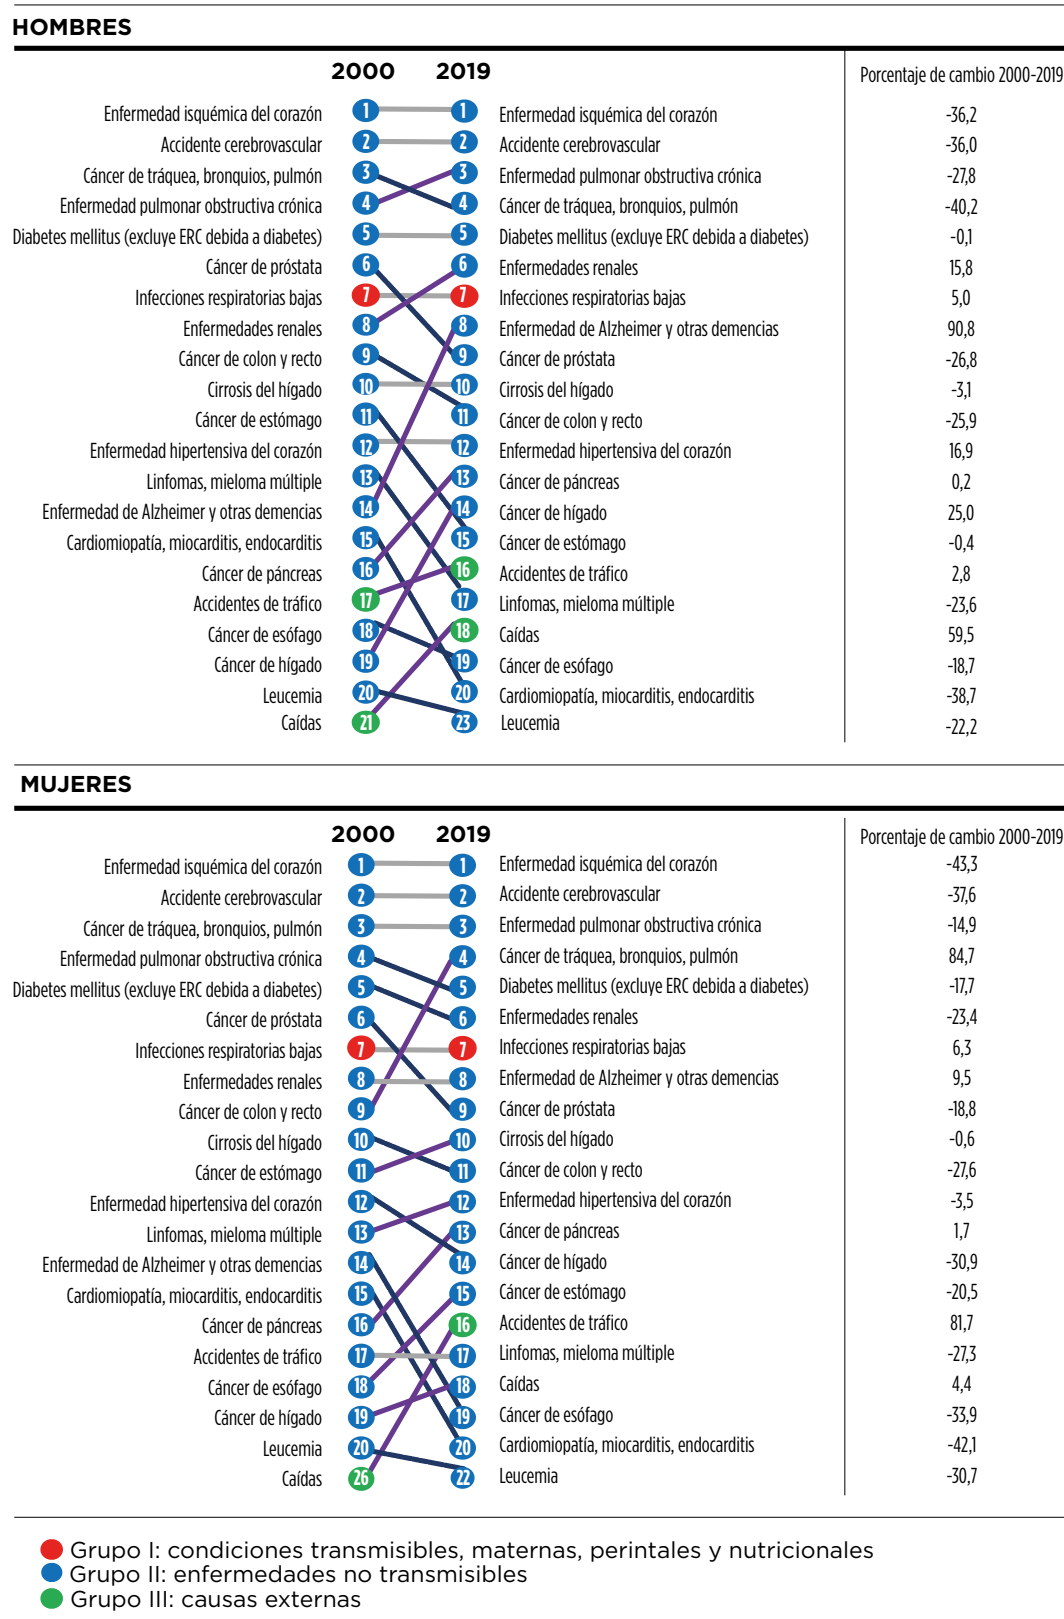 HOMBRES
2000 2019 Porcentaje de cambio 2000-2019
Enfermedad isquémica del corazón 1 1 Enfermedad isquémica del corazón -36,2
Accidente cerebrovascular 2 2 Accidente cerebrovascular -36,0
Cáncer de tráquea, bronquios, pulmón 3 3 Enfermedad pulmonar obstructiva crónica -27,8
Enfermedad pulmonar obstructiva crónica 4 4 Cáncer de tráquea, bronquios, pulmón -40,2
Diabetes mellitus (excluye ERC debida a diabetes) 5 5 Diabetes mellitus (excluye ERC debida a diabetes) -0,1
Cáncer de próstata 6 6 Enfermedades renales 15,8
Infecciones respiratorias bajas 7 7 Infecciones respiratorias bajas 5,0
Enfermedades renales 8 8 Enfermedad de Alzheimer y otras demencias 90,8
Cáncer de colon y recto 9 9 Cáncer de próstata -26,8
Cirrosis del hígado 10 10 Cirrosis del hígado -3,1
Cáncer de estómago 11 11 Cáncer de colon y recto -25,9
Enfermedad hipertensiva del corazón 12 12 Enfermedad hipertensiva del corazón 16,9
Linfomas, mieloma múltiple 13 13 Cáncer de páncreas 0,2
Enfermedad de Alzheimer y otras demencias 14 14 Cáncer de hígado 25,0
Cardiomiopatía, miocarditis, endocarditis 15 15 Cáncer de estómago -0,4
Cáncer de páncreas 16 16 Accidentes de tráfico 2,8
Accidentes de tráfico 17 17 Linfomas, mieloma múltiple -23,6
Cáncer de esófago 18 18 Caídas 59,5
Cáncer de hígado 19 19 Cáncer de esófago -18,7
Leucemia 20 20 Cardiomiopatía, miocarditis, endocarditis -38,7
Caídas 21 23 Leucemia -22,2
MUJERES
2000 2019 Porcentaje de cambio 2000-2019
Enfermedad isquémica del corazón 1 1 Enfermedad isquémica del corazón -43,3
Accidente cerebrovascular 2 2 Accidente cerebrovascular -37,6
Cáncer de tráquea, bronquios, pulmón 3 3 Enfermedad pulmonar obstructiva crónica -14,9
Enfermedad pulmonar obstructiva crónica 4 4 Cáncer de tráquea, bronquios, pulmón 84,7
Diabetes mellitus (excluye ERC debida a diabetes) 5 5 Diabetes mellitus (excluye ERC debida a diabetes) -17,7
Cáncer de próstata 6 6 Enfermedades renales -23,4
Infecciones respiratorias bajas 7 7 Infecciones respiratorias bajas 6,3
Enfermedades renales 8 8 Enfermedad de Alzheimer y otras demencias 9,5
Cáncer de colon y recto 9 9 Cáncer de próstata -18,8
Cirrosis del hígado 10 10 Cirrosis del hígado -0,6
Cáncer de estómago 11 11 Cáncer de colon y recto -27,6
Enfermedad hipertensiva del corazón 12 12 Enfermedad hipertensiva del corazón -3,5
Linfomas, mieloma múltiple 13 13 Cáncer de páncreas 1,7
Enfermedad de Alzheimer y otras demencias 14 14 Cáncer de hígado -30,9
Cardiomiopatía, miocarditis, endocarditis 15 15 Cáncer de estómago -20,5
Cáncer de páncreas 16 16 Accidentes de tráfico 81,7
Accidentes de tráfico 17 17 Linfomas, mieloma múltiple -27,3
Cáncer de esófago 18 18 Caídas 4,4
Cáncer de hígado 19 19 Cáncer de esófago -33,9
Leucemia 20 20 Cardiomiopatía, miocarditis, endocarditis -42,1
Caídas 26 22 Leucemia -30,7
Grupo I: condiciones transmisibles, maternas, perintales y nutricionales
Grupo II: enfermedades no transmisibles
Grupo III: causas externas